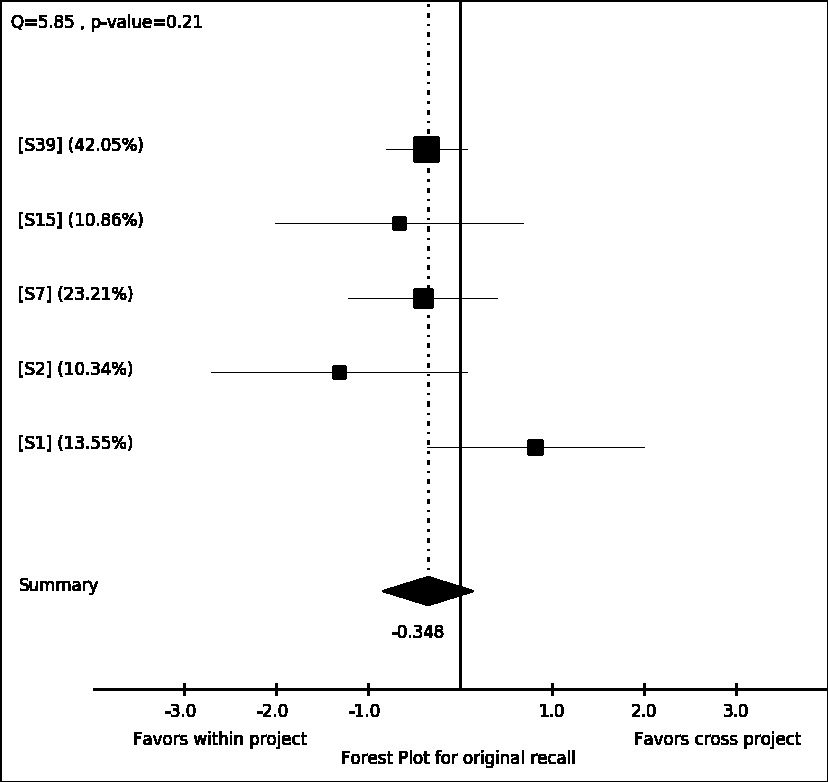 Q=5.85 , p-value=0.21
[S39] (42.05%)
[S15] (10.86%)
[S7] (23.21%)
[S2] (10.34%)
[S1] (13.55%)
Summary
-0.348
-3.0 -2.0 -1.0 1.0 2.0 3.0
Favors within project Favors cross project
Forest Plot for original recall